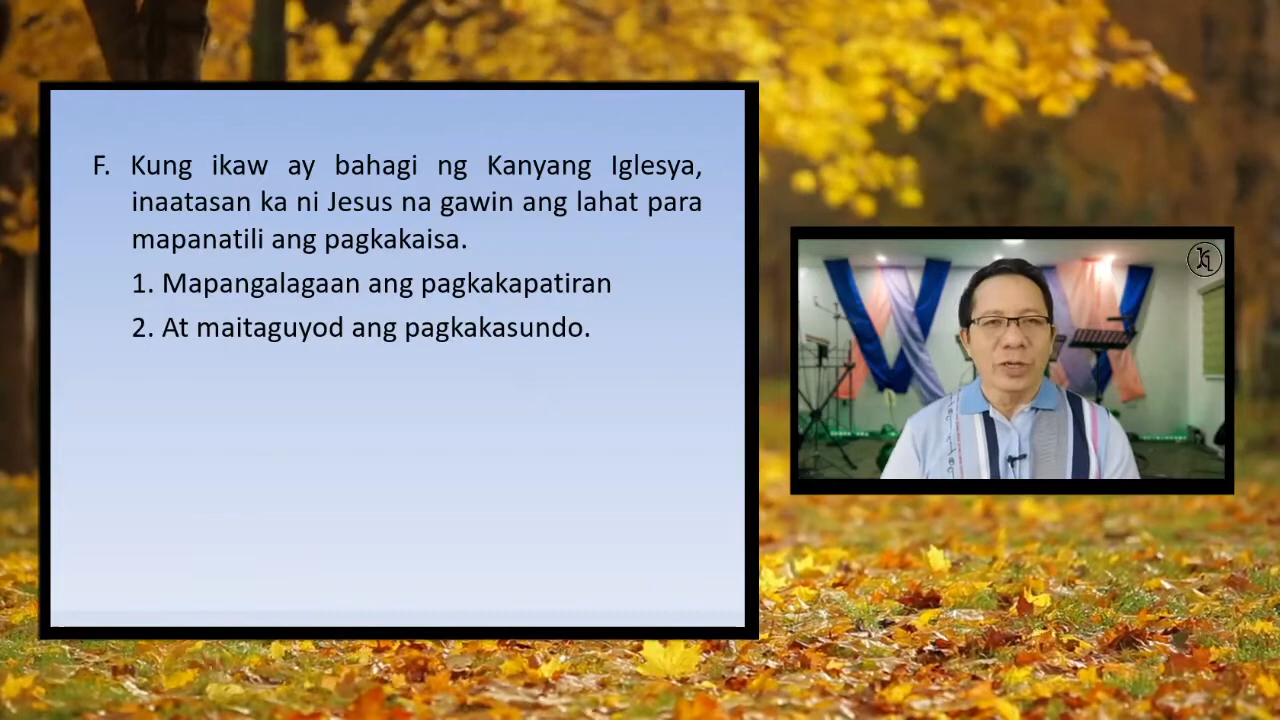 F. Kung ikaw ay bahagi ng Kanyang Iglesya,
inaatasan ka ni Jesus na gawin ang lahat para
mapanatili ang pagkakaisa.
1. Mapangalagaan ang pagkakapatiran
2. At maitaguyod ang pagkakasundo.